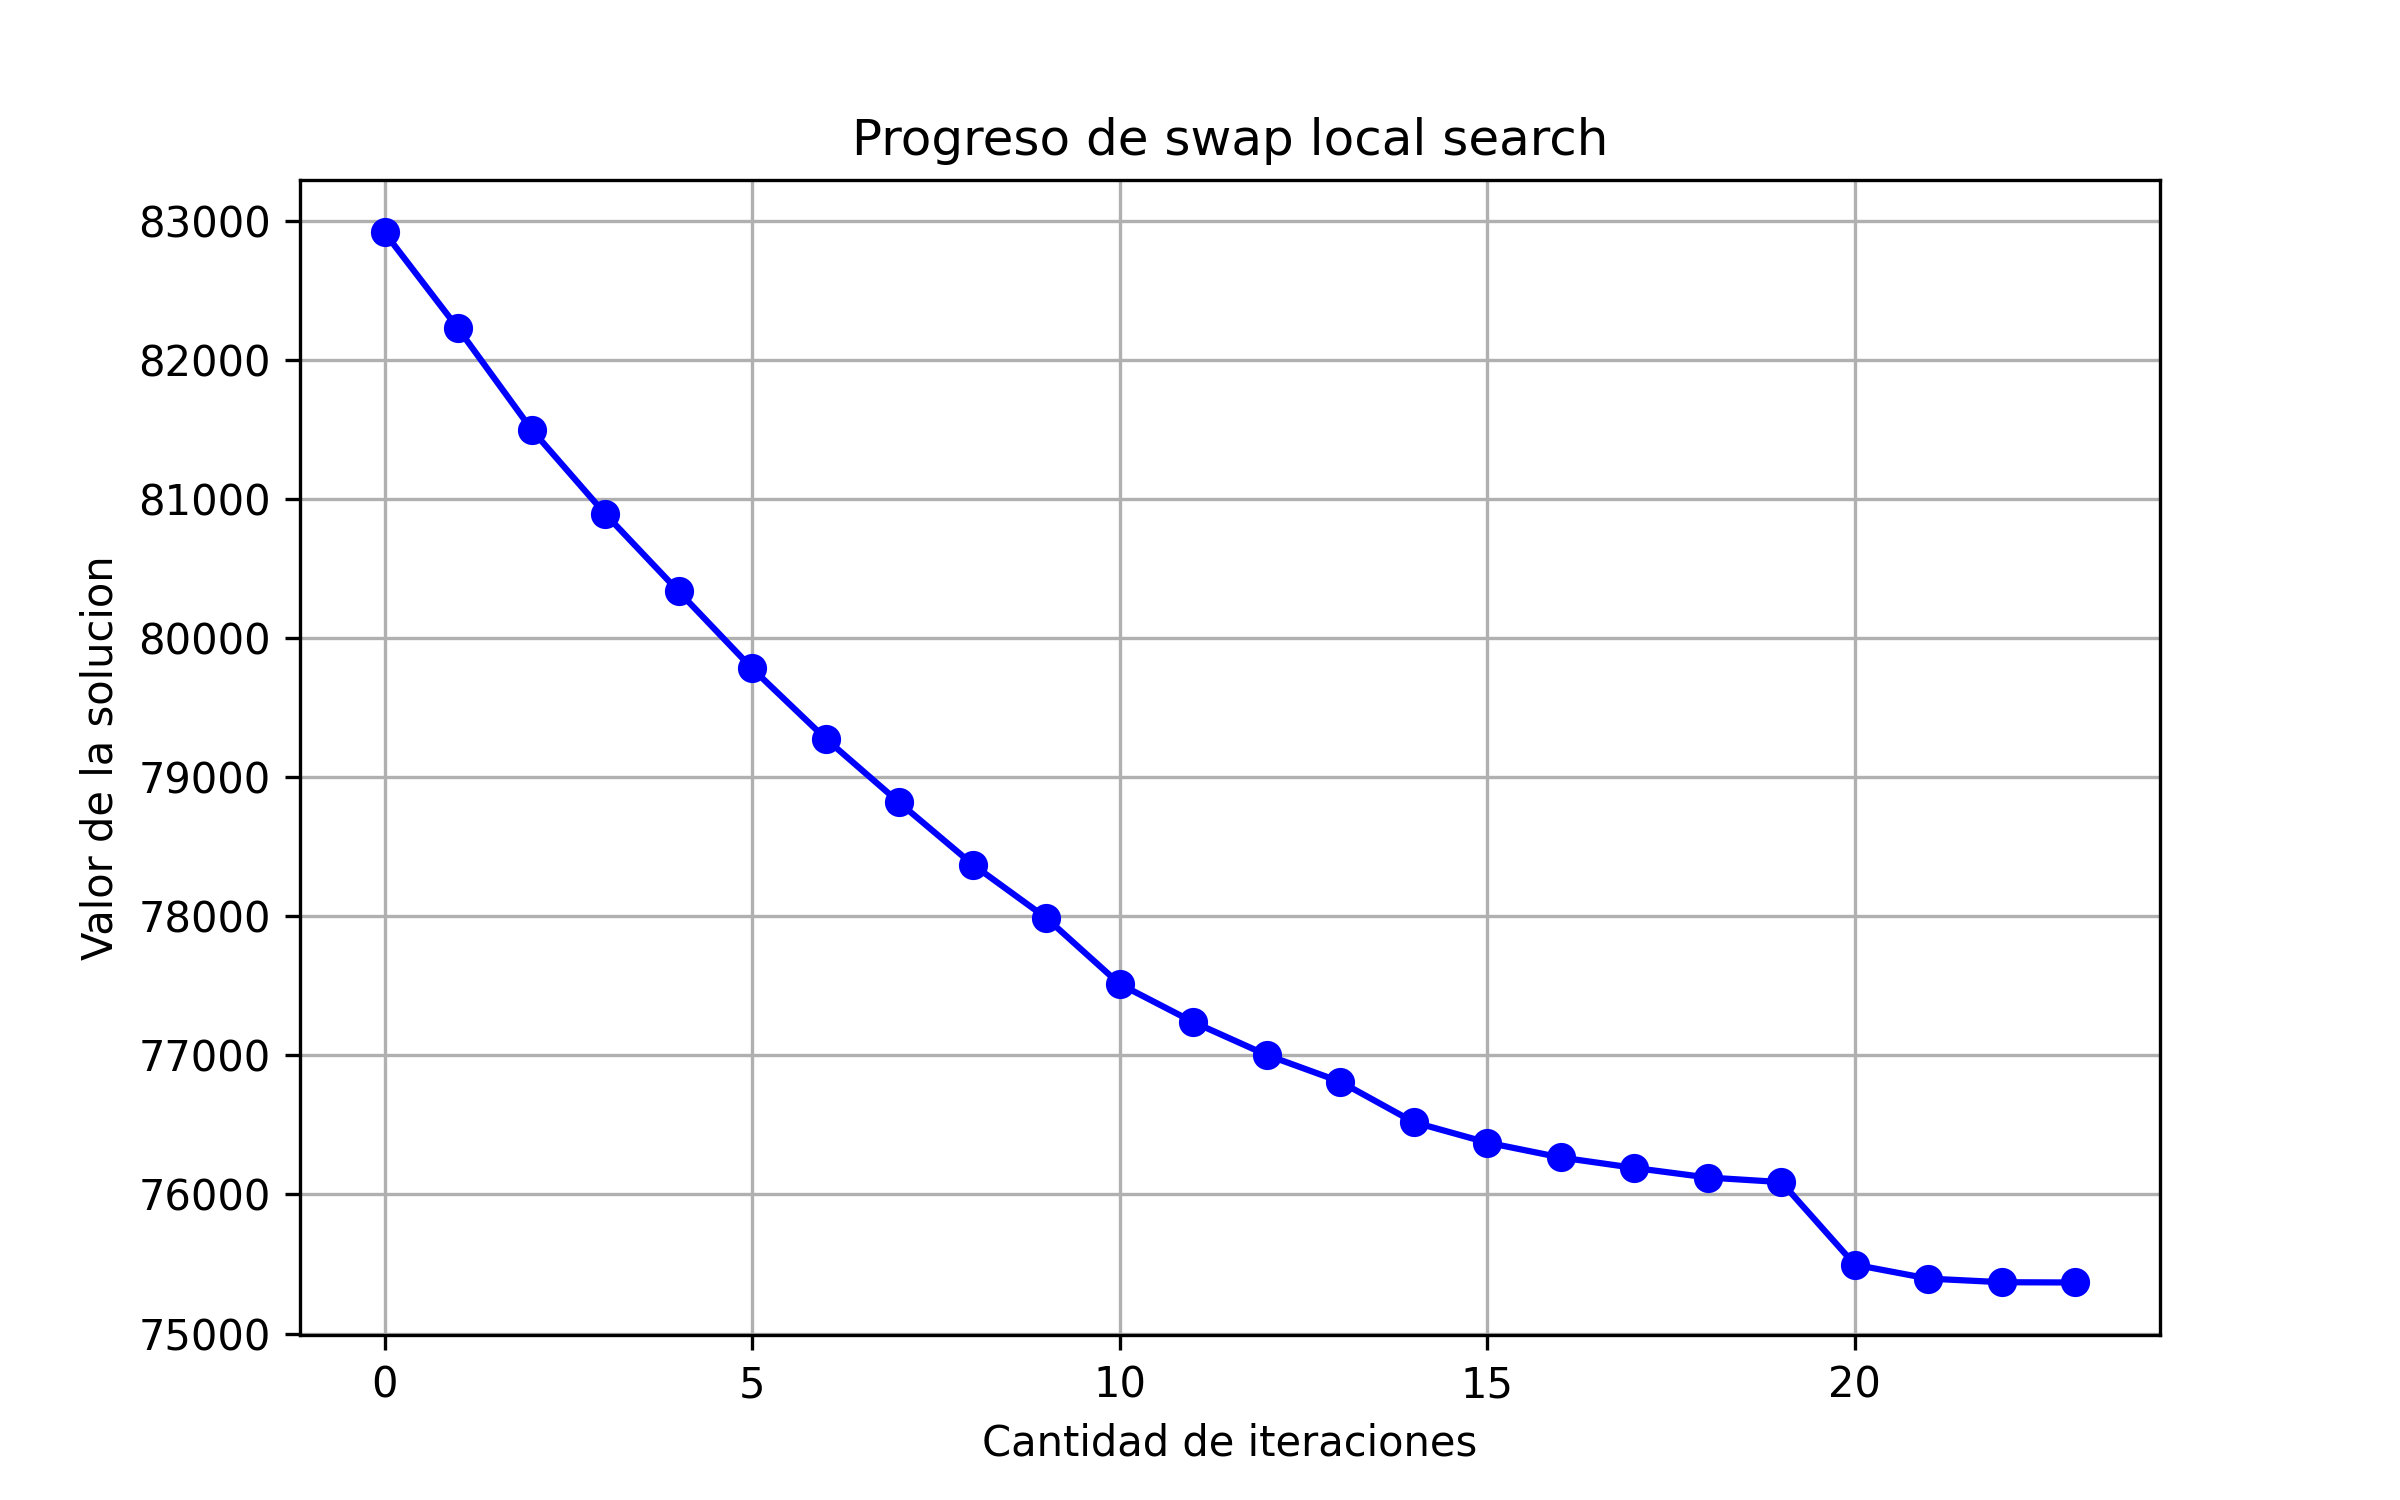 Progreso de swap local search
Valor de la solucion
83000
82000
81000
80000
79000
78000
77000
76000
75000
0 5 10 15 20
Cantidad de iteraciones